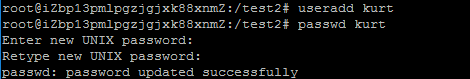 root@iZbp13pmlpgzjgjxk88xnmZ:/test2# useradd kurt
root@iZbp13pmlpgzjgjxk88xnmZ:/test2# passwd kurt
Enter new UNIX password:
Retype new UNIX password:
passwd: password updated successfully